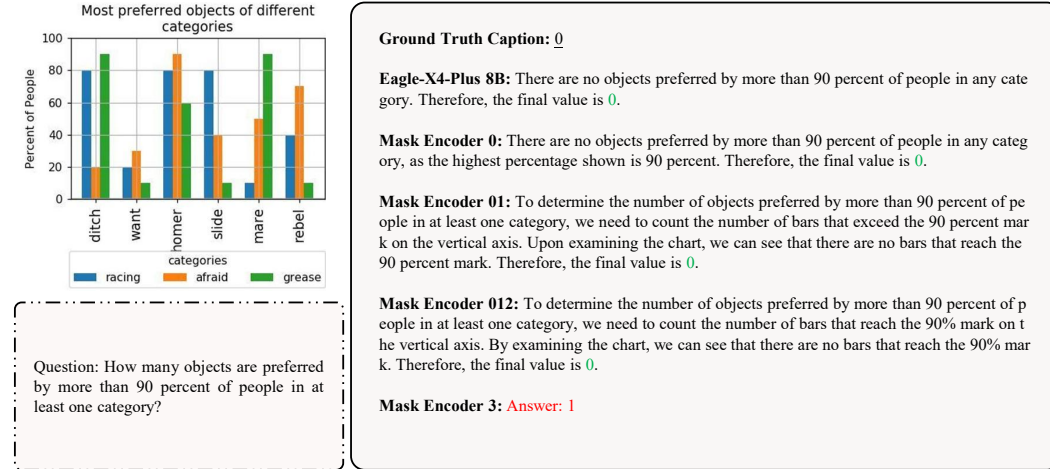 Most preferred objects of different
categories
Percent of People
100
80
60
40
20
0
ditch
want
homer
slide
mare
rebel
categories
racing afraid grease
Question: How many objects are preferred
by more than 90 percent of people in at
least one category?
Ground Truth Caption: 0
Eagle-X4-Plus 8B: There are no objects preferred by more than 90 percent of people in any cate
gory. Therefore, the final value is 0.
Mask Encoder 0: There are no objects preferred by more than 90 percent of people in any categ
ory, as the highest percentage shown is 90 percent. Therefore, the final value is 0.
Mask Encoder 01: To determine the number of objects preferred by more than 90 percent of pe
ople in at least one category, we need to count the number of bars that exceed the 90 percent mar
k on the vertical axis. Upon examining the chart, we can see that there are no bars that reach the
90 percent mark. Therefore, the final value is 0.
Mask Encoder 012: To determine the number of objects preferred by more than 90 percent of p
eople in at least one category, we need to count the number of bars that reach the 90% mark on t
he vertical axis. By examining the chart, we can see that there are no bars that reach the 90% mar
k. Therefore, the final value is 0.
Mask Encoder 3: Answer: 1